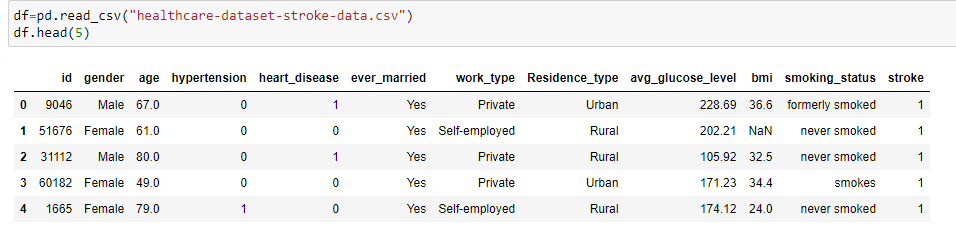 df=pd.read_csv("healthcare-dataset-stroke-data.csv")
df.head(5)
id gender age hypertension heart_disease ever_married work_type Residence_type avg_glucose_level bmi smoking_status stroke
0 9046 Male 67.0 0 1 Yes Private Urban 228.69 36.6 formerly smoked 1
1 51676 Female 61.0 0 0 Yes Self-employed Rural 202.21 NaN never smoked 1
2 31112 Male 80.0 0 1 Yes Private Rural 105.92 32.5 never smoked 1
3 60182 Female 49.0 0 0 Yes Private Urban 171.23 34.4 smokes 1
4 1665 Female 79.0 1 0 Yes Self-employed Rural 174.12 24.0 never smoked 1